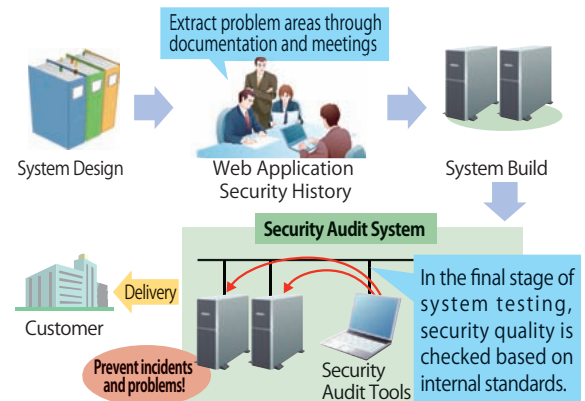 Extract problem areas through
documentation and meetings
System Design
Web Application
Security History
System Build
Security Audit System
Delivery
Customer
Prevent incidents
and problems!
Security
Audit Tools
In the final stage of
system testing,
security quality is
checked based on
internal standards.